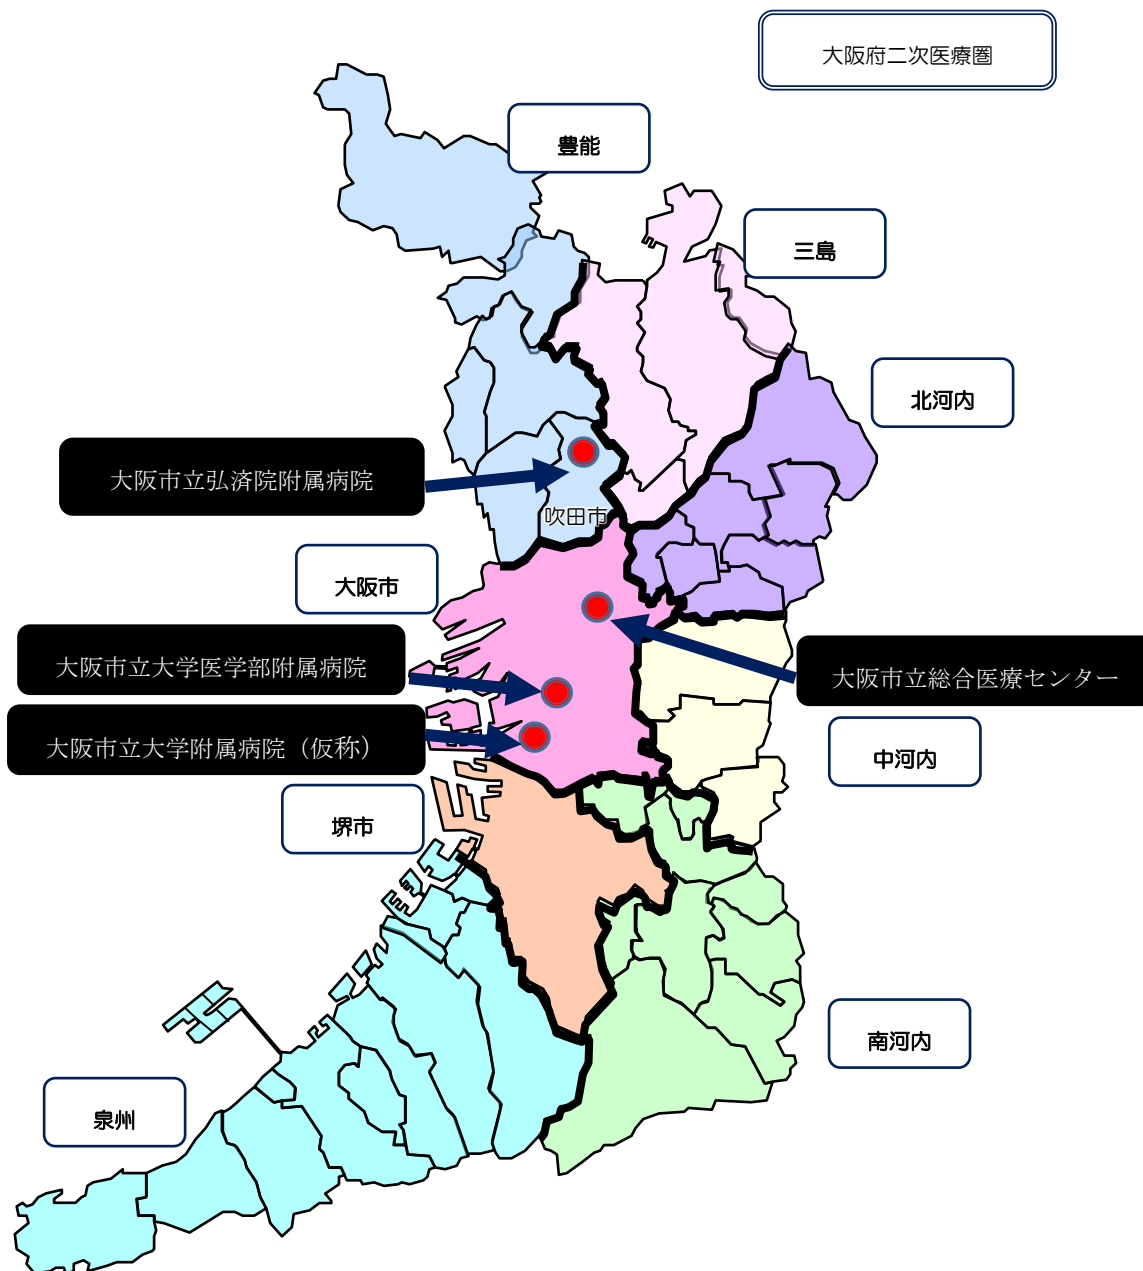 大阪府二次医療圏
豊能
三島
北河内
大阪市立弘済院附属病院
吹田市
大阪市
大阪市立大学医学部附属病院
大阪市立総合医療センター
大阪市立大学附属病院（仮称）
中河内
堺市
南河内
泉州